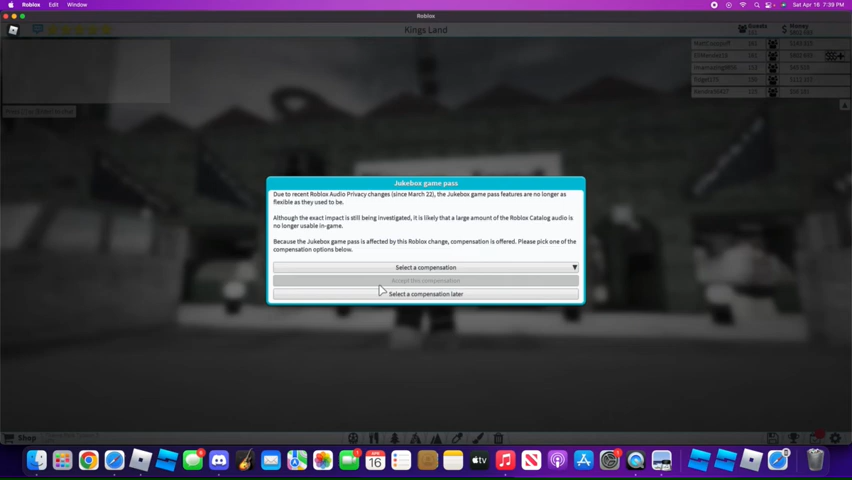 Roblox Edit Window Sat Apr 16 7:39 PM
Roblox
Guests
Money
Kings Land
Jukebox game pass
Due to recent Roblox Audio Privacy changes (since March 22), the Jukebox game pass features are no longer as
flexible as they used to be.
Although the exact impact is still being investigated, it is likely that a large amount of the Roblox Catalog audio is
no longer usable in-game.
Because the Jukebox game pass is affected by this Roblox change, compensation is offered. Please pick one of the
compensation options below.
Select a compensation
Accept this compensation
Select a compensation later
Shop